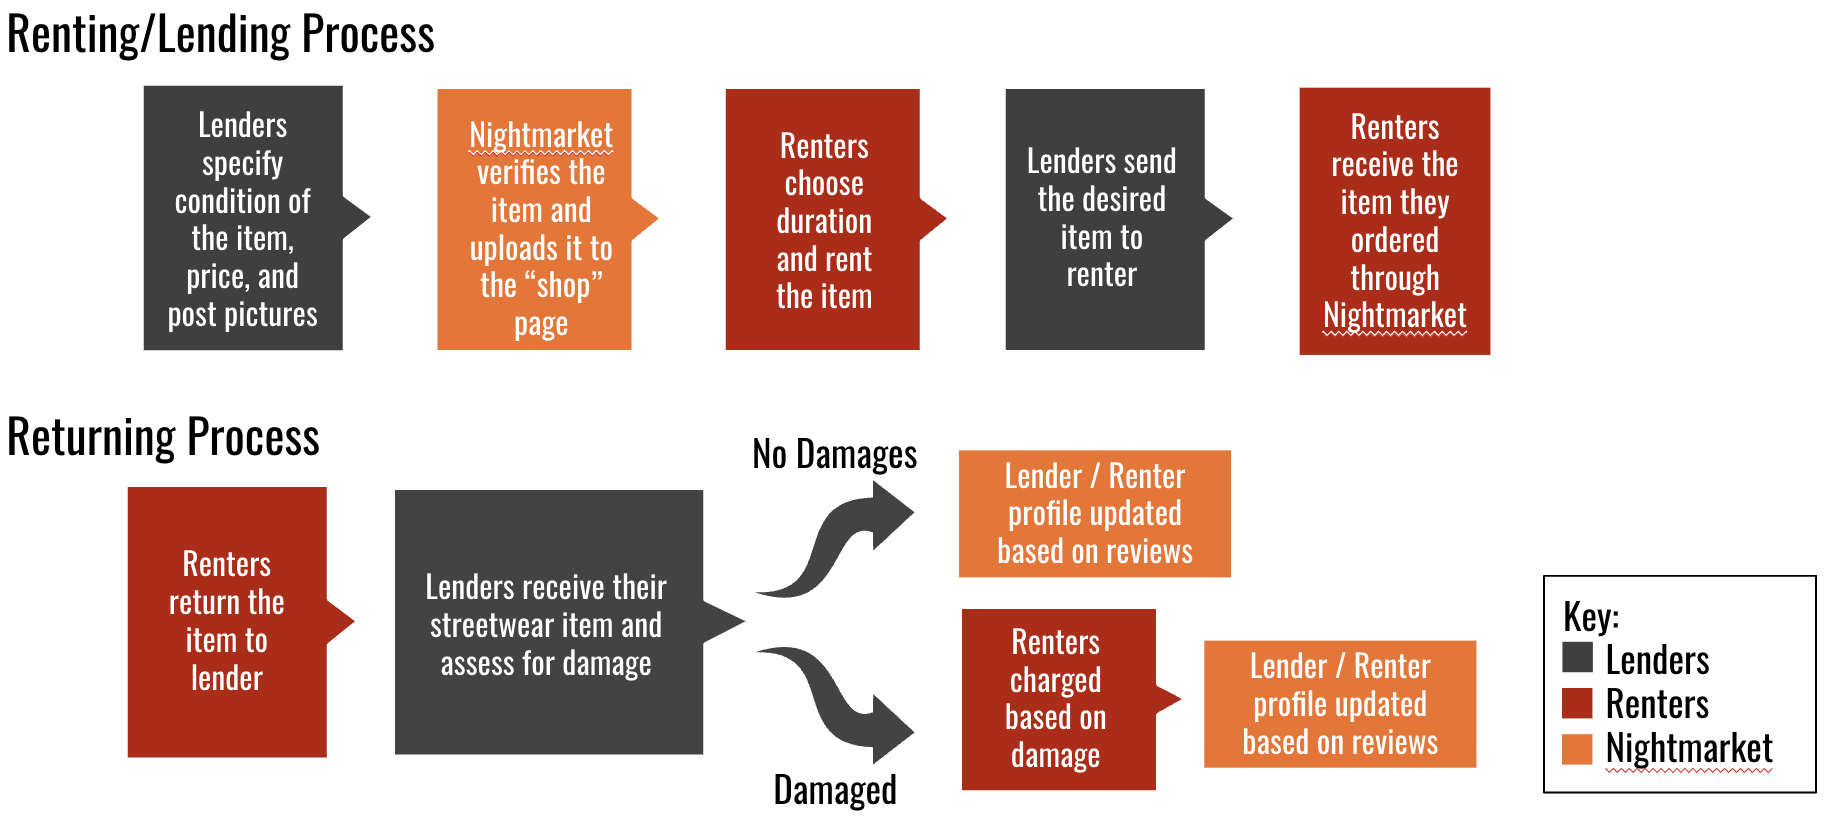 Renting/Lending Process
Lenders
specify
condition of
the item,
price, and
post pictures
Nightmarket
verifies the
item and
uploads it to
the “shop”
page
Renters
choose
duration
and rent
the item
Lenders send
the desired
item to
renter
Renters
receive the
item they
ordered
through
Nightmarket
Returning Process
Renters
return the
item to
lender
Lenders receive their
streetwear item and
assess for damage
No Damages
Lender / Renter
profile updated
based on reviews
Damaged
Renters
charged
based on
damage
Lender / Renter
profile updated
based on reviews
Key:
Lenders
Renters
Nightmarket